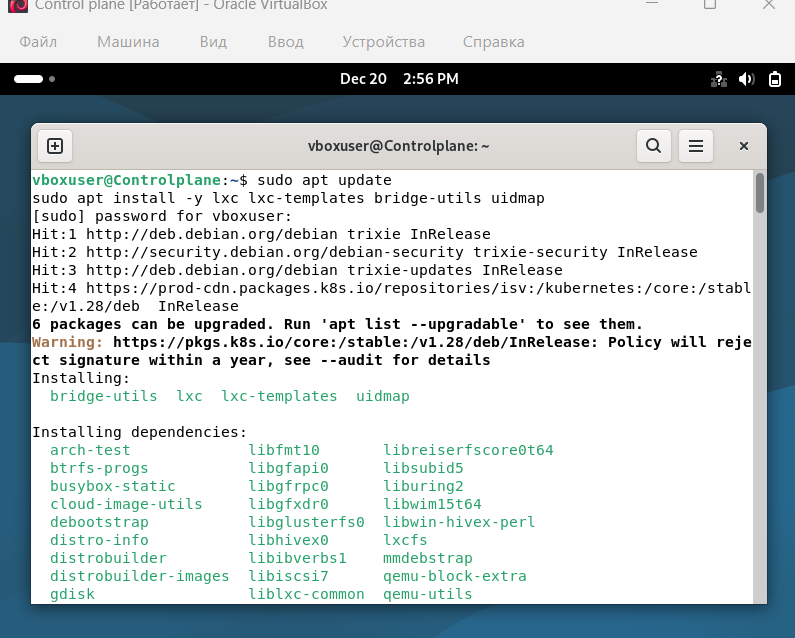 Control plane [Работает] - Oracle VirtualBox
Файл Машина Вид Ввод Устройства Справка
Dec 20 2:56 PM
vboxuser@Controlplane: ~
vboxuser@Controlplane:~$ sudo apt update
sudo apt install -y lxc lxc-templates bridge-utils uidmap
[sudo] password for vboxuser:
Hit:1 http://deb.debian.org/debian trixie InRelease
Hit:2 http://security.debian.org/debian-security trixie-security InRelease
Hit:3 http://deb.debian.org/debian trixie-updates InRelease
Hit:4 https://prod-cdn.packages.k8s.io/repositories/isv:/kubernetes:/core:/stabl
e:/v1.28/deb  InRelease
6 packages can be upgraded. Run 'apt list --upgradable' to see them.
Warning: https://pkgs.k8s.io/core:/stable:/v1.28/deb/InRelease: Policy will reje
ct signature within a year, see --audit for details
Installing:
bridge-utils  lxc  lxc-templates  uidmap
Installing dependencies:
arch-test libfmt10 libreiserfscore0t64
btrfs-progs libgfapi0 libsubid5
busybox-static libgfrpc0 liburing2
cloud-image-utils libgfxdr0 libwim15t64
debootstrap libglusterfs0 libwin-hivex-perl
distro-info libhivex0 lxcfs
distrobuilder libibverbs1 mmdebstrap
distrobuilder-images libiscsi7 qemu-block-extra
gdisk liblxc-common qemu-utils